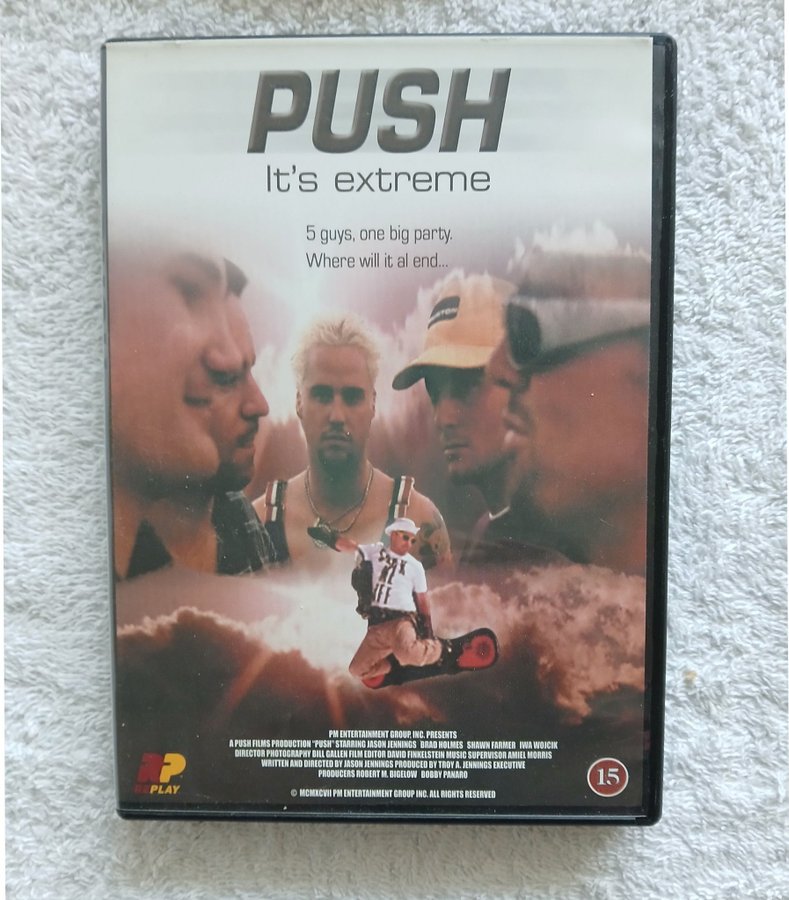 PUSH
It's extreme
5 guys, one big party.
Where will it al end...
PM ENTERTAINMENT GROUP, INC. PRESENTS
A PUSH FILMS PRODUCTION "PUSH" STARRING JASON JENNINGS BRAD HOLMES SHAWN FARMER IWA WOJCIK
DIRECTOR PHOTOGRAPHY BILL GALLEN FILM EDITOR DAVID FINKELSTEIN MUSIC SUPERVISOR AMIEL MORRIS
WRITTEN AND DIRECTED BY JASON JENNINGS PRODUCED BY TROY A. JENNINGS EXECUTIVE
PRODUCERS ROBERT M. BIGELOW BOBBY PANARO
© MCMXCVII PM ENTERTAINMENT GROUP INC. ALL RIGHTS RESERVED
RP
REPLAY
15